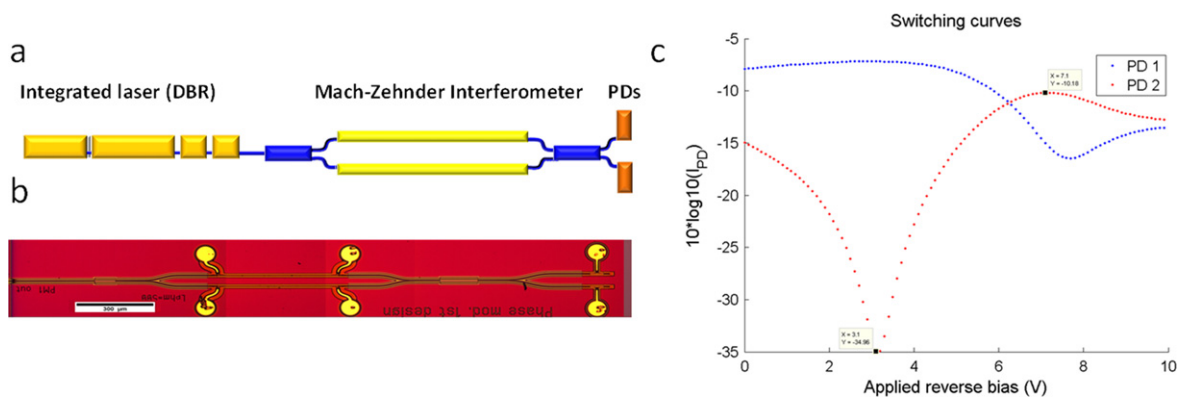 a
Integrated laser (DBR)
Mach-Zehnder Interferometer
PDs
b
out
300 µm
Phase mod. 1st design
c
Switching curves
10*log10(I_PD)
-5
-10
-15
-20
-25
-30
-35
0
2
4
6
8
10
Applied reverse bias (V)
PD 1
PD 2
X = 7.1
Y = -10.18
X = 3.1
Y = -34.96